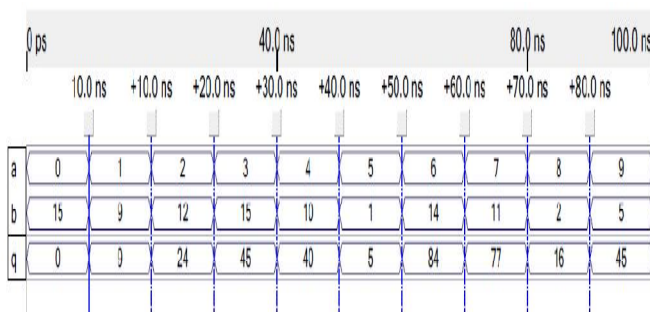 0 ps 40.0 ns 80.0 ns 100.0 ns
10.0 ns +10.0 ns +20.0 ns +30.0 ns +40.0 ns +50.0 ns +60.0 ns +70.0 ns +80.0 ns
a 0 1 2 3 4 5 6 7 8 9
b 15 9 12 15 10 1 14 11 2 5
q 0 9 24 45 40 5 84 77 16 45